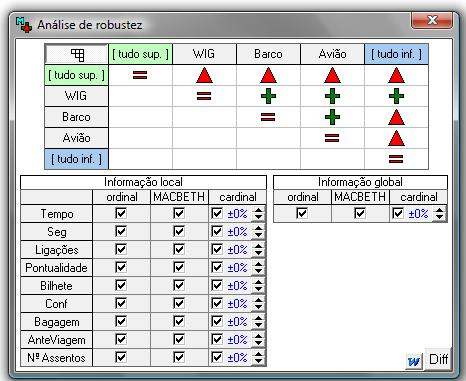 Análise de robustez
[ tudo sup. ] WIG Barco Avião [ tudo inf. ]
[ tudo sup. ]
WIG
Barco
Avião
[ tudo inf. ]
Informação local Informação global
ordinal MACBETH cardinal ordinal MACBETH cardinal
Tempo ±0% ±0%
Seg ±0%
Ligações ±0%
Pontualidade ±0%
Bilhete ±0%
Conf ±0%
Bagagem ±0%
AnteViagem ±0%
Nº Assentos ±0%
W Diff